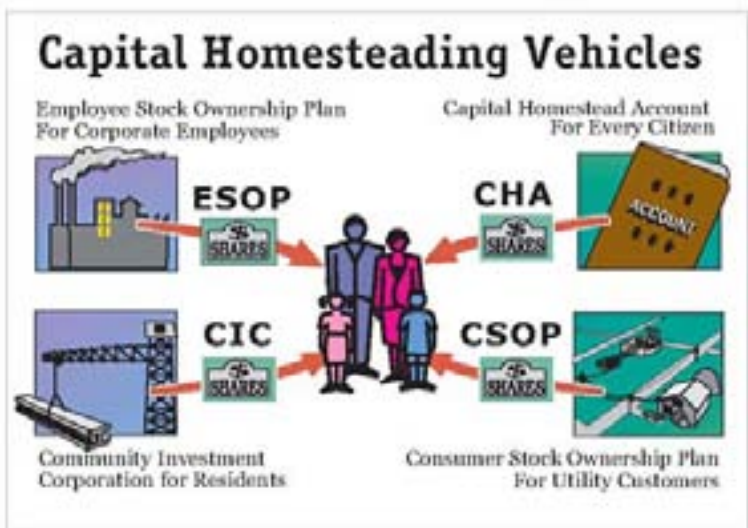 Capital Homesteading Vehicles
Employee Stock Ownership Plan
For Corporate Employees
Capital Homestead Account
For Every Citizen
ESOP
SHARES
CHA
SHARES
ACCOUNT
CIC
SHARES
CSOP
SHARES
Community Investment
Corporation for Residents
Consumer Stock Ownership Plan
For Utility Customers